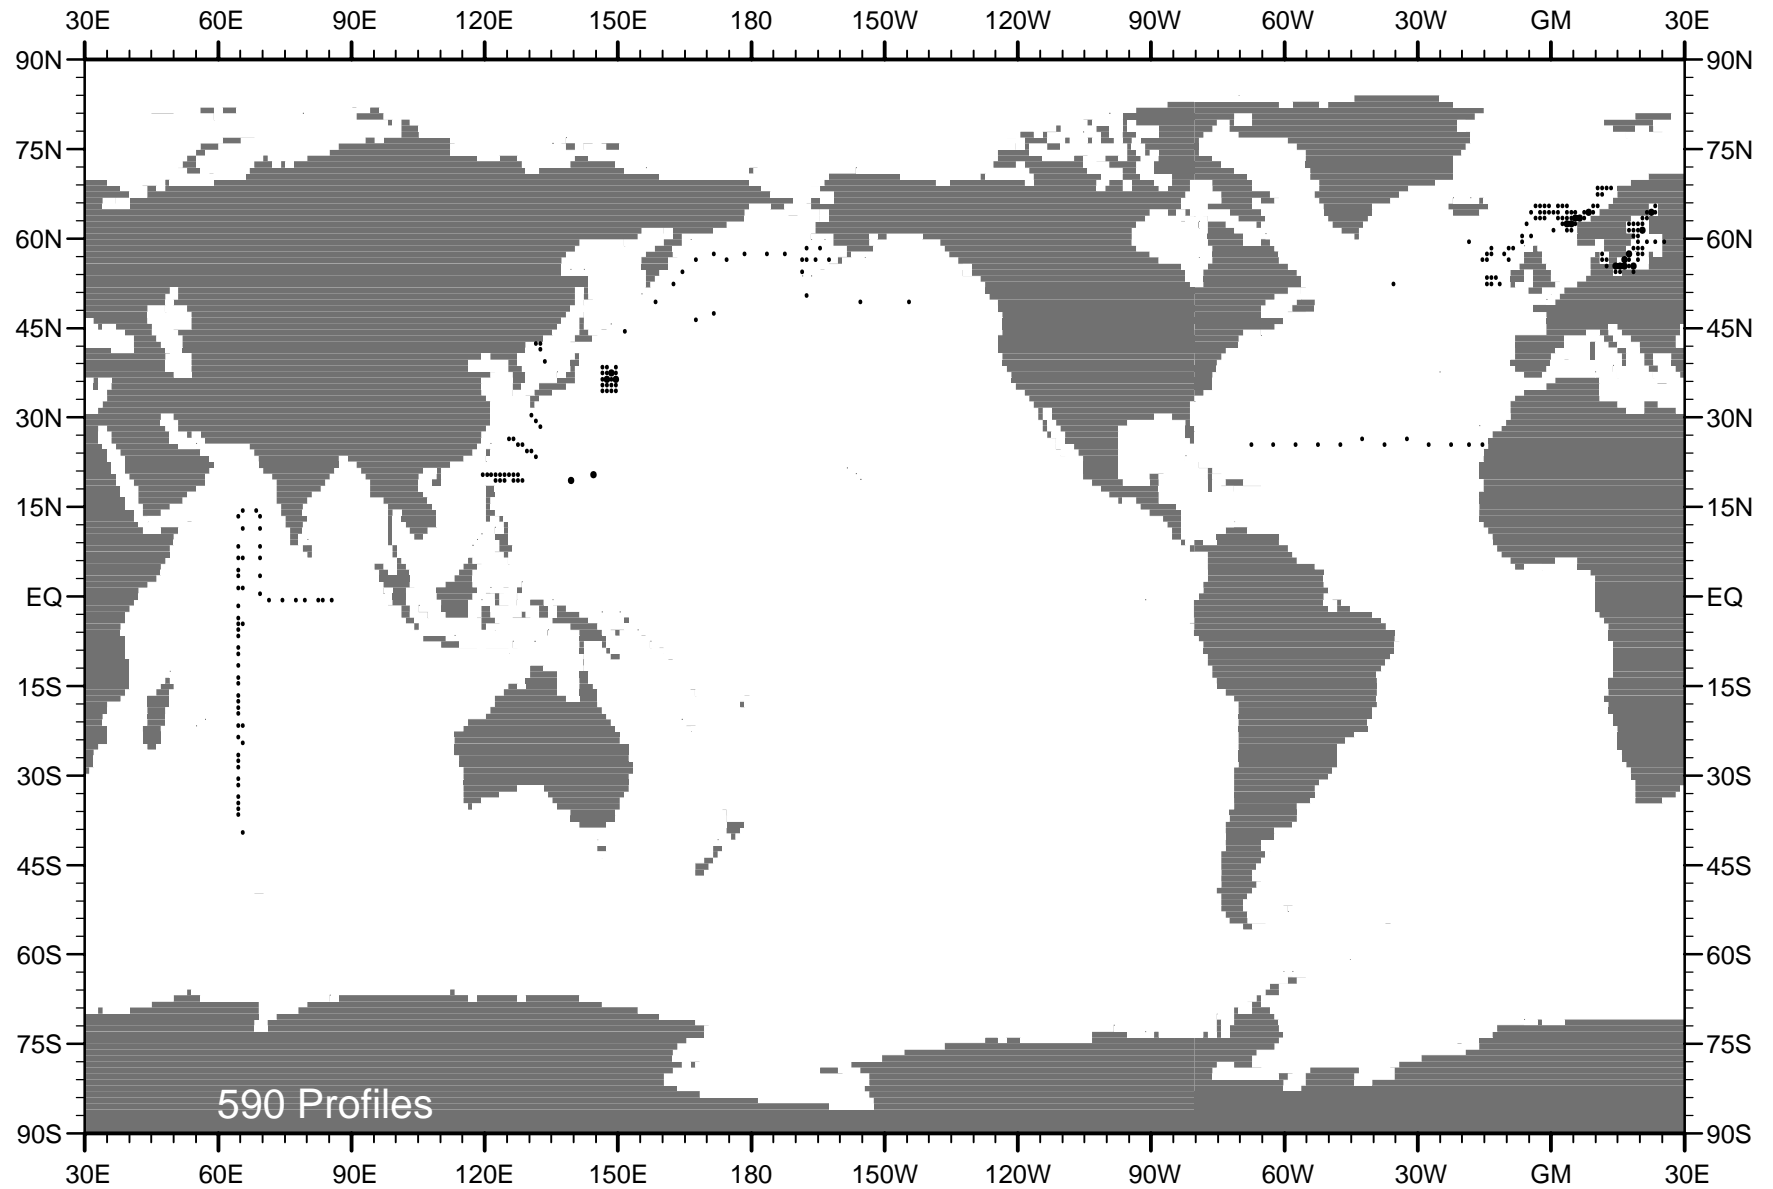 30E 60E 90E 120E 150E 180 150W 120W 90W 60W 30W GM 30E
90N 90N
75N 75N
60N 60N
45N 45N
30N 30N
15N 15N
EQ EQ
15S 15S
30S 30S
45S 45S
60S 60S
75S 75S
590 Profiles
90S 90S
30E 60E 90E 120E 150E 180 150W 120W 90W 60W 30W GM 30E